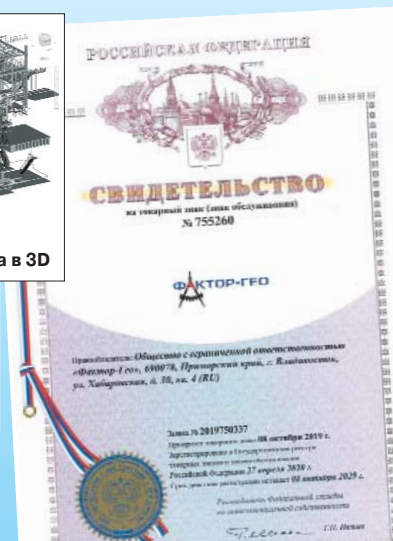 а в 3D
РОССИЙСКАЯ ФЕДЕРАЦИЯ
СВИДЕТЕЛЬСТВО
на товарный знак (знак обслуживания)
№ 755260
ФАКТОР-ГЕО
Правообладатель: Общество с ограниченной ответственностью
«Фактор-Гео», 690078, Приморский край, г. Владивосток,
ул. Хабаровская, д. 38, кв. 4 (RU)
Заявка № 2019750337
Приоритет товарного знака 08 октября 2019 г.
Зарегистрировано в Государственном реестре
товарных знаков и знаков обслуживания
Российской Федерации 27 апреля 2020 г.
Срок действия регистрации истекает 08 октября 2029 г.
Руководитель Федеральной службы
по интеллектуальной собственности
Г.П. Ивлиев